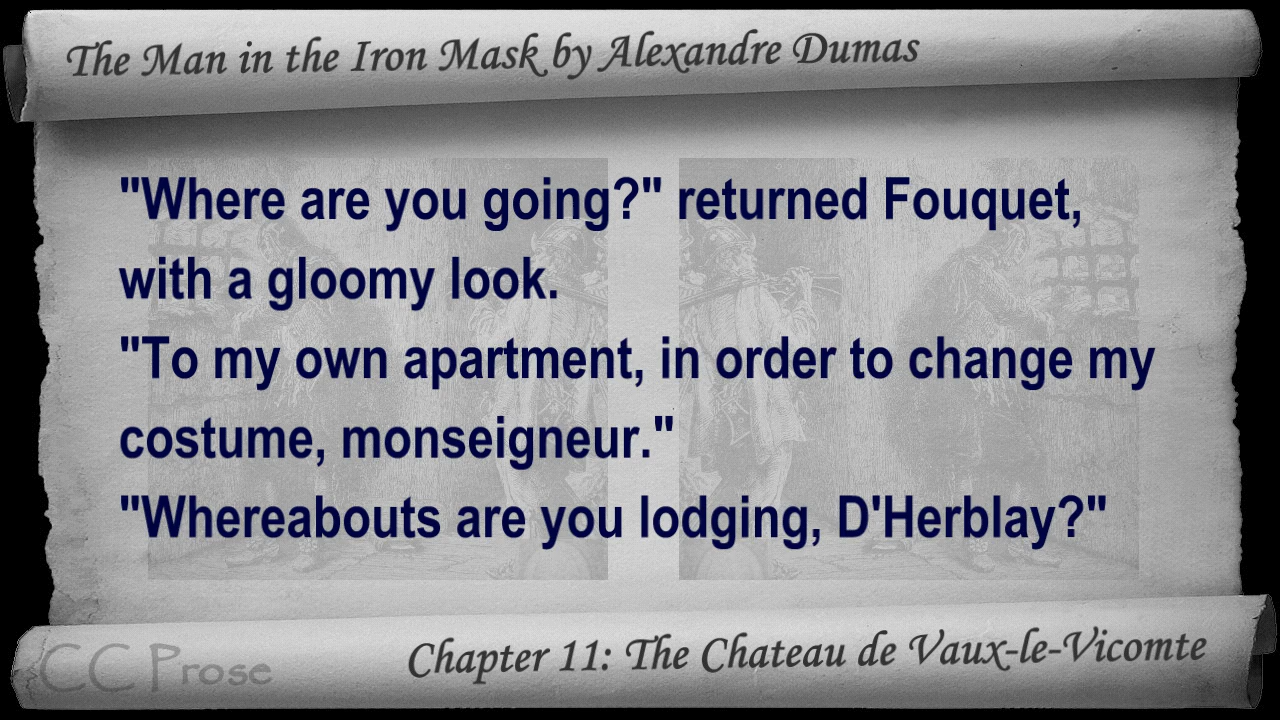 The Man in the Iron Mask by Alexandre Dumas
"Where are you going?" returned Fouquet,
with a gloomy look.
"To my own apartment, in order to change my
costume, monseigneur."
"Whereabouts are you lodging, D'Herblay?"
CC Prose
Chapter 11: The Chateau de Vaux-le-Vicomte